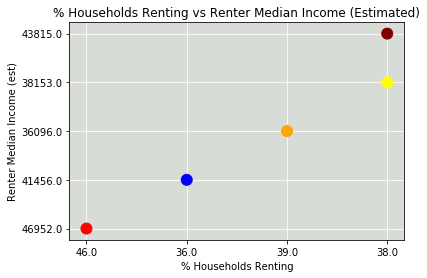 % Households Renting vs Renter Median Income (Estimated)
43815.0
38153.0
36096.0
41456.0
46952.0
Renter Median Income (est)
46.0 36.0 39.0 38.0
% Households Renting